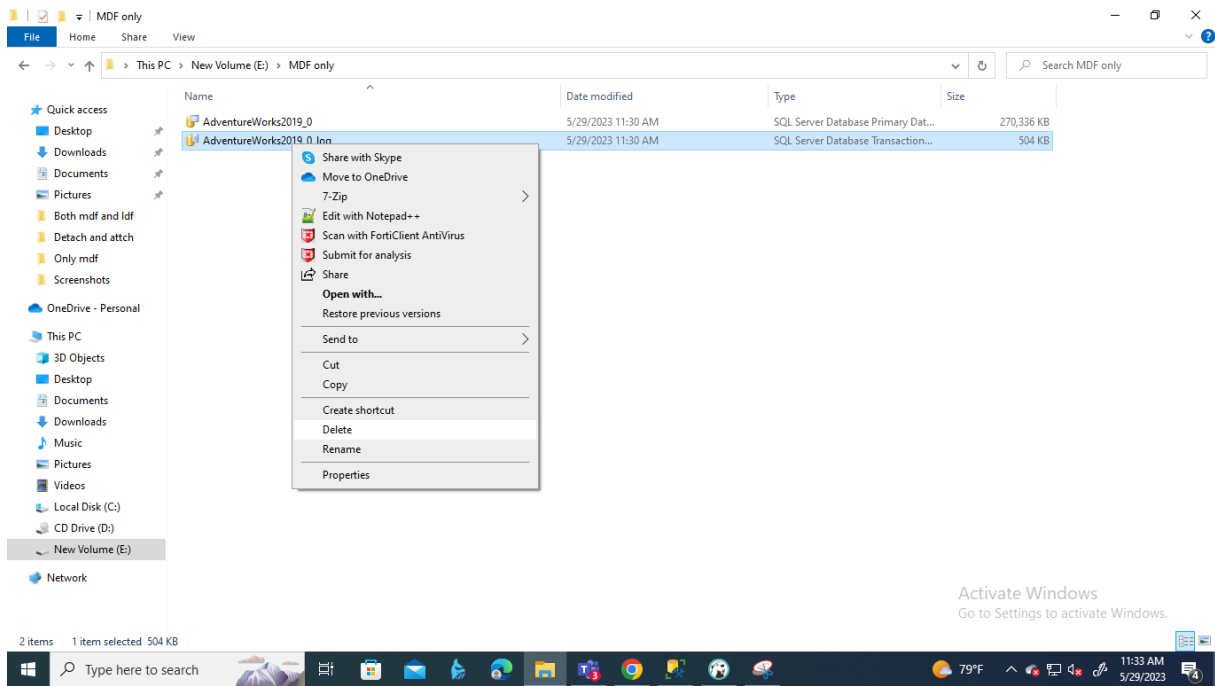 MDF only
File Home Share View
This PC > New Volume (E:) > MDF only
Search MDF only
Name Date modified Type Size
AdventureWorks2019_0 5/29/2023 11:30 AM SQL Server Database Primary Dat... 270,336 KB
AdventureWorks2019_0_log 5/29/2023 11:30 AM SQL Server Database Transaction... 504 KB
Quick access
Desktop
Downloads
Documents
Pictures
Both mdf and ldf
Detach and attch
Only mdf
Screenshots
OneDrive - Personal
This PC
3D Objects
Desktop
Documents
Downloads
Music
Pictures
Videos
Local Disk (C:)
CD Drive (D:)
New Volume (E:)
Network
Share with Skype
Move to OneDrive
7-Zip
Edit with Notepad++
Scan with FortiClient AntiVirus
Submit for analysis
Share
Open with...
Restore previous versions
Send to
Cut
Copy
Create shortcut
Delete
Rename
Properties
Activate Windows
Go to Settings to activate Windows.
2 items 1 item selected 504 KB
Type here to search
79°F
11:33 AM
5/29/2023
4